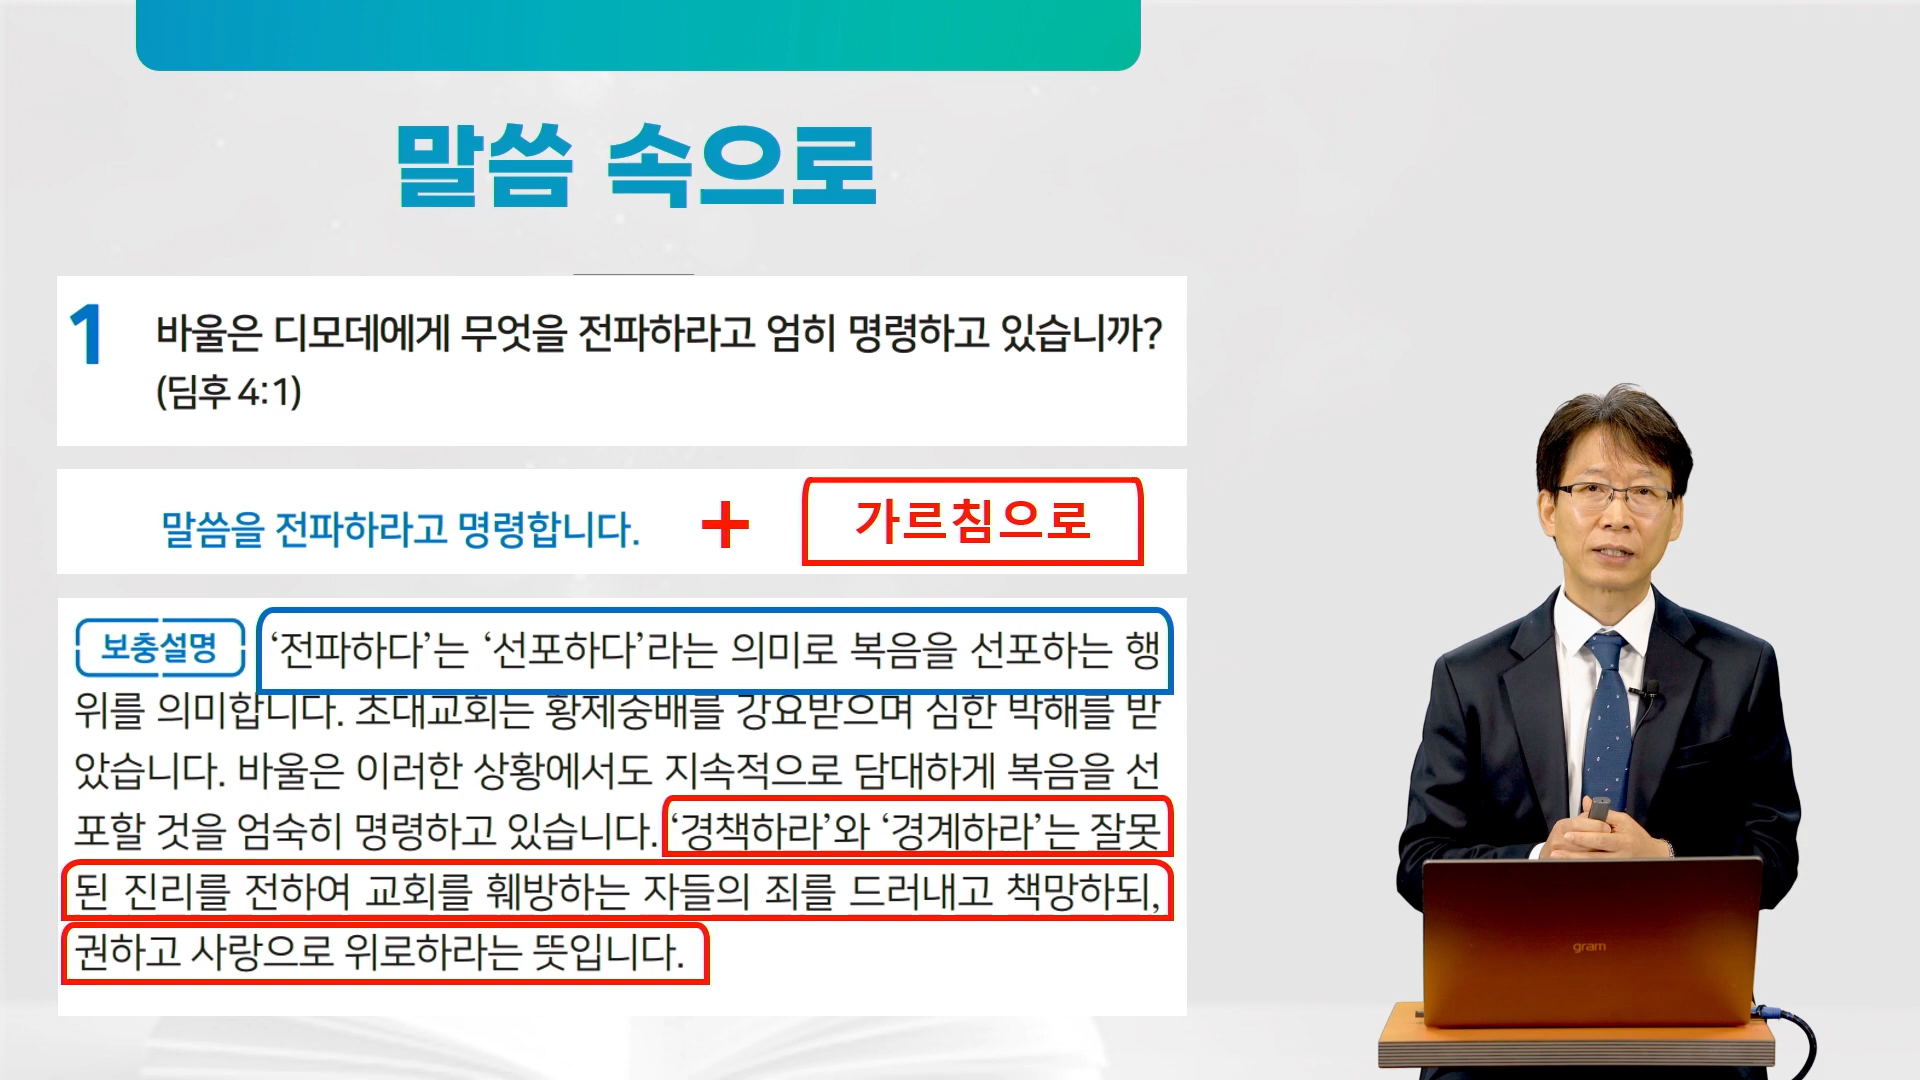 말씀 속으로
1 바울은 디모데에게 무엇을 전파하라고 엄히 명령하고 있습니까?
(딤후 4:1)
말씀을 전파하라고 명령합니다. + 가르침으로
보충설명 ‘전파하다’는 ‘선포하다’라는 의미로 복음을 선포하는 행
위를 의미합니다. 초대교회는 황제숭배를 강요받으며 심한 박해를 받
았습니다. 바울은 이러한 상황에서도 지속적으로 담대하게 복음을 선
포할 것을 엄숙히 명령하고 있습니다. ‘경책하라’와 ‘경계하라’는 잘못
된 진리를 전하여 교회를 훼방하는 자들의 죄를 드러내고 책망하되,
권하고 사랑으로 위로하라는 뜻입니다.
gram